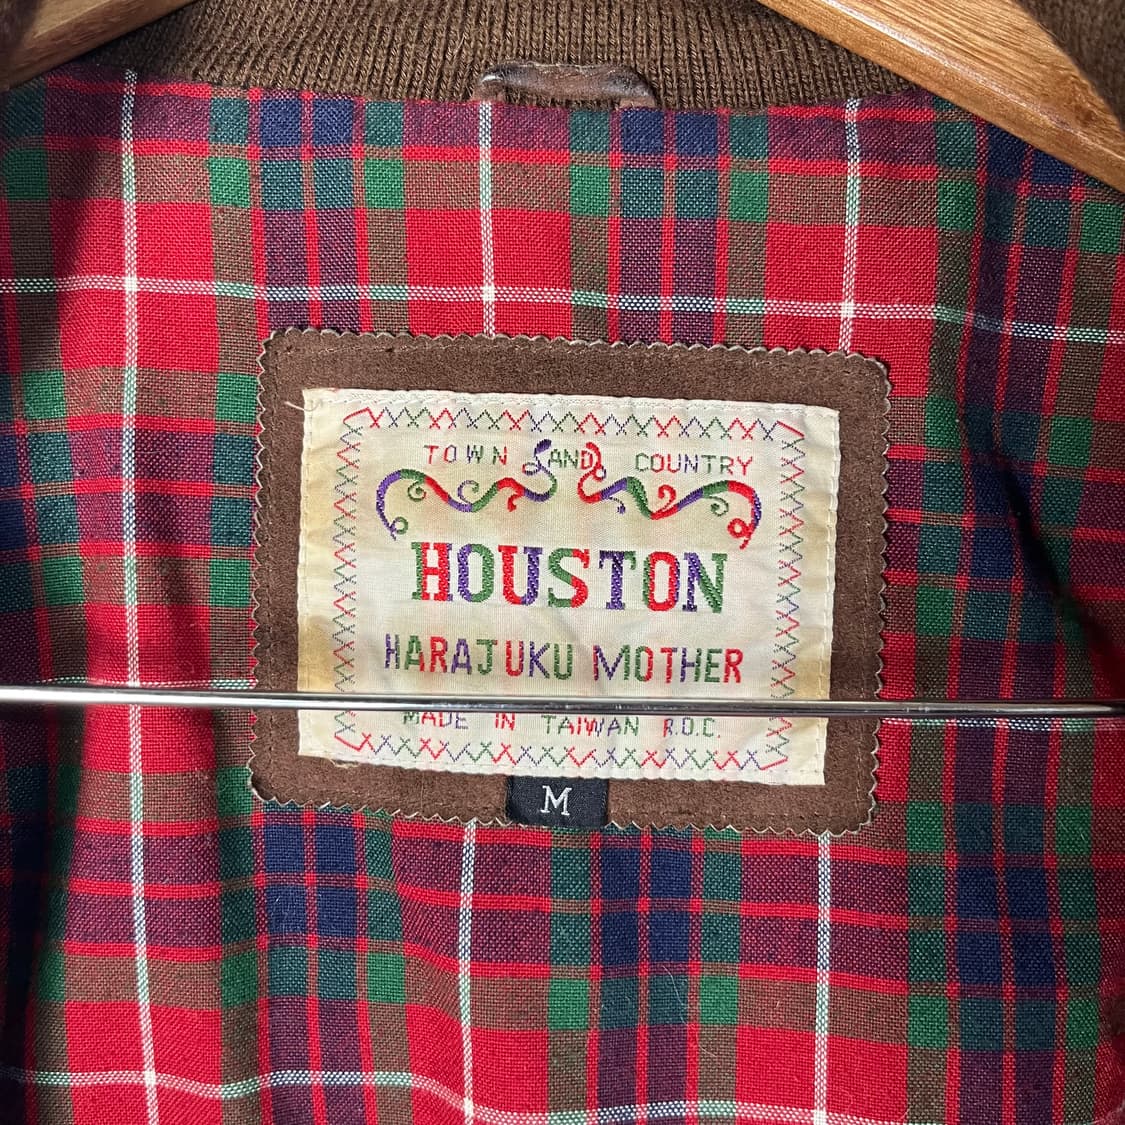 TOWN AND COUNTRY
HOUSTON
HARAJUKU MOTHER
MADE IN TAIWAN R.O.C.
M